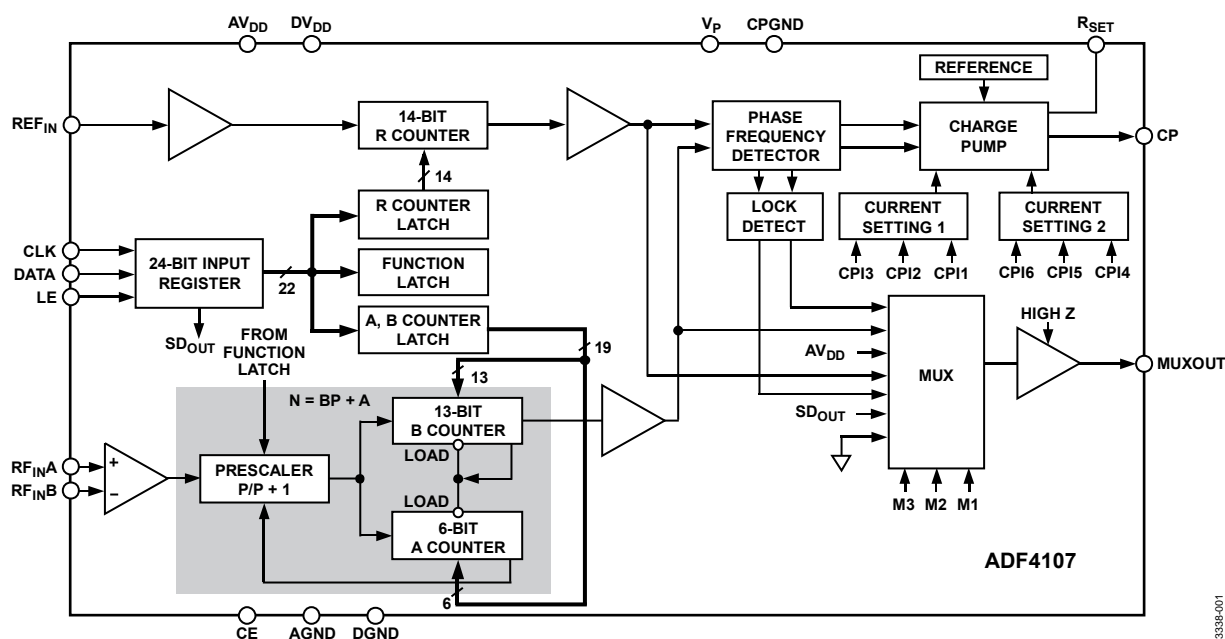 AVDD
DVDD
VP
CPGND
RSET
REFERENCE
REFIN
14-BIT
R COUNTER
PHASE
FREQUENCY
DETECTOR
CHARGE
PUMP
CP
14
R COUNTER
LATCH
LOCK
DETECT
CURRENT
SETTING 1
CURRENT
SETTING 2
CLK
DATA
LE
24-BIT INPUT
REGISTER
22
FUNCTION
LATCH
CPI3
CPI2
CPI1
CPI6
CPI5
CPI4
SDOUT
A, B COUNTER
LATCH
HIGH Z
FROM
FUNCTION
LATCH
19
13
AVDD
MUX
MUXOUT
N = BP + A
13-BIT
B COUNTER
SDOUT
LOAD
RFINA
RFINB
+
–
PRESCALER
P/P + 1
LOAD
M3
M2
M1
6-BIT
A COUNTER
ADF4107
6
CE
AGND
DGND
3338-001